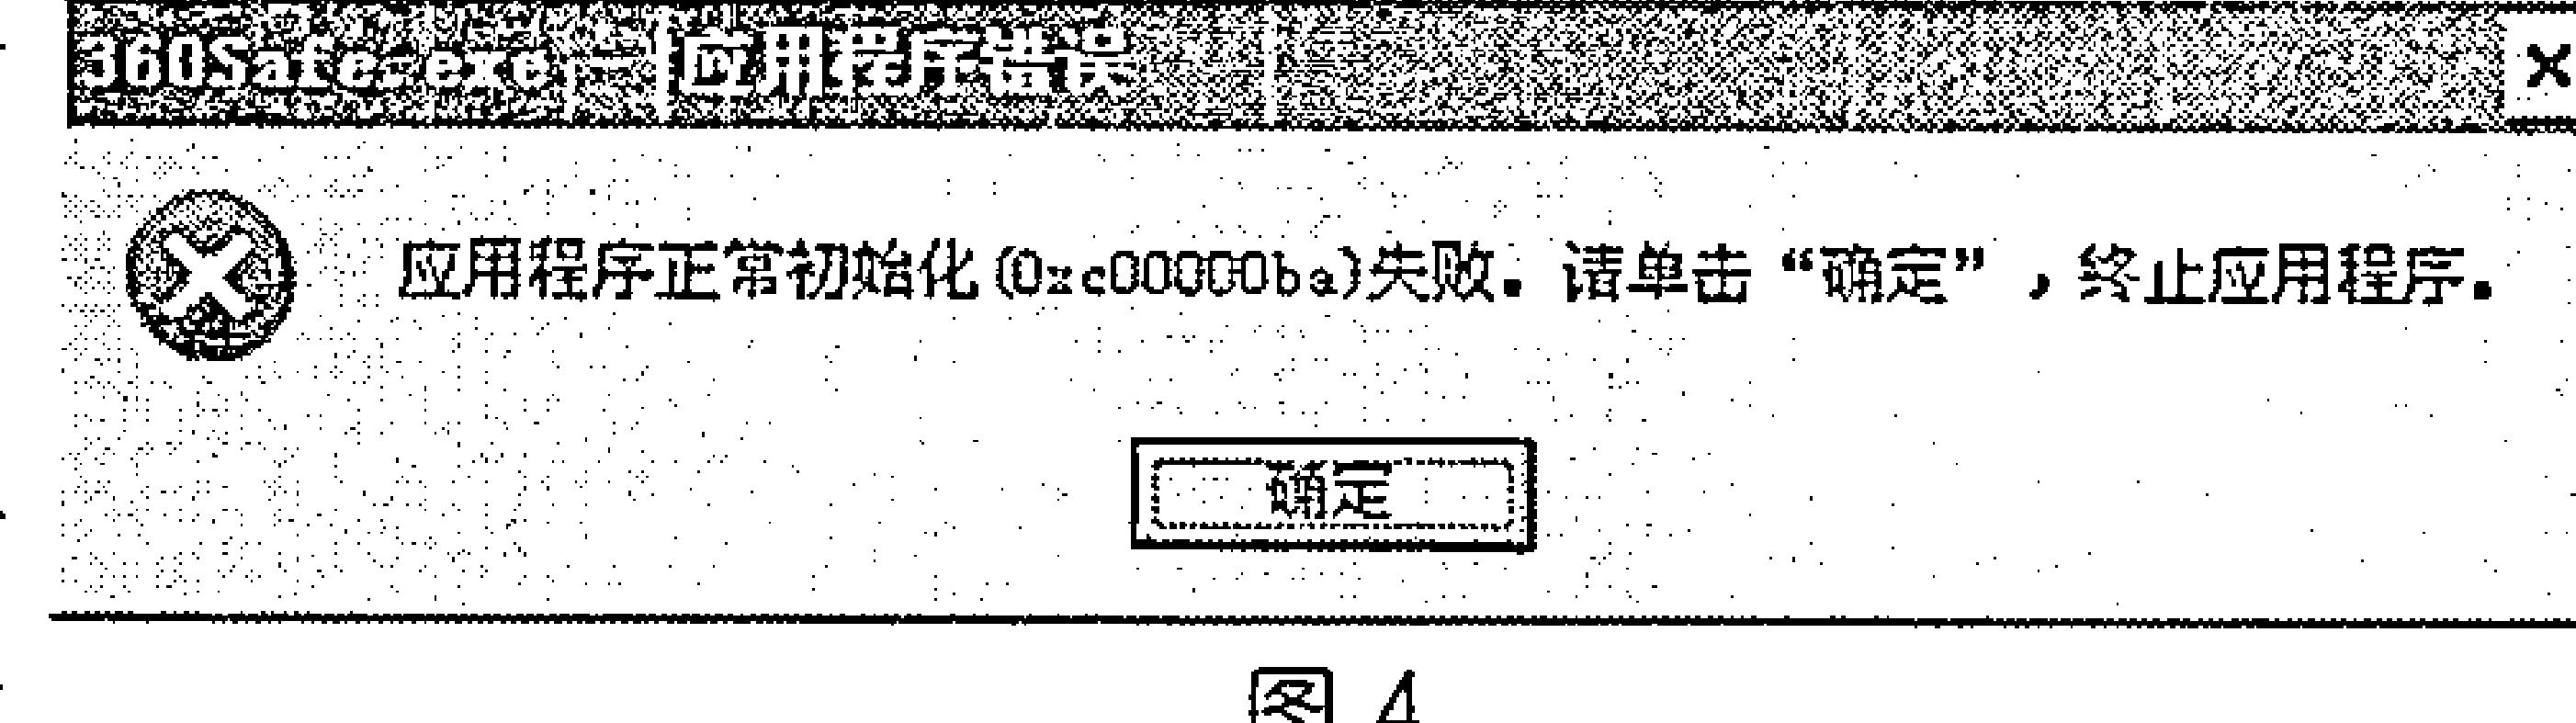 360Safe.exe - 应用程序错误
应用程序正常初始化(0xc00000ba)失败。请单击“确定”,终止应用程序。
确定
图 4